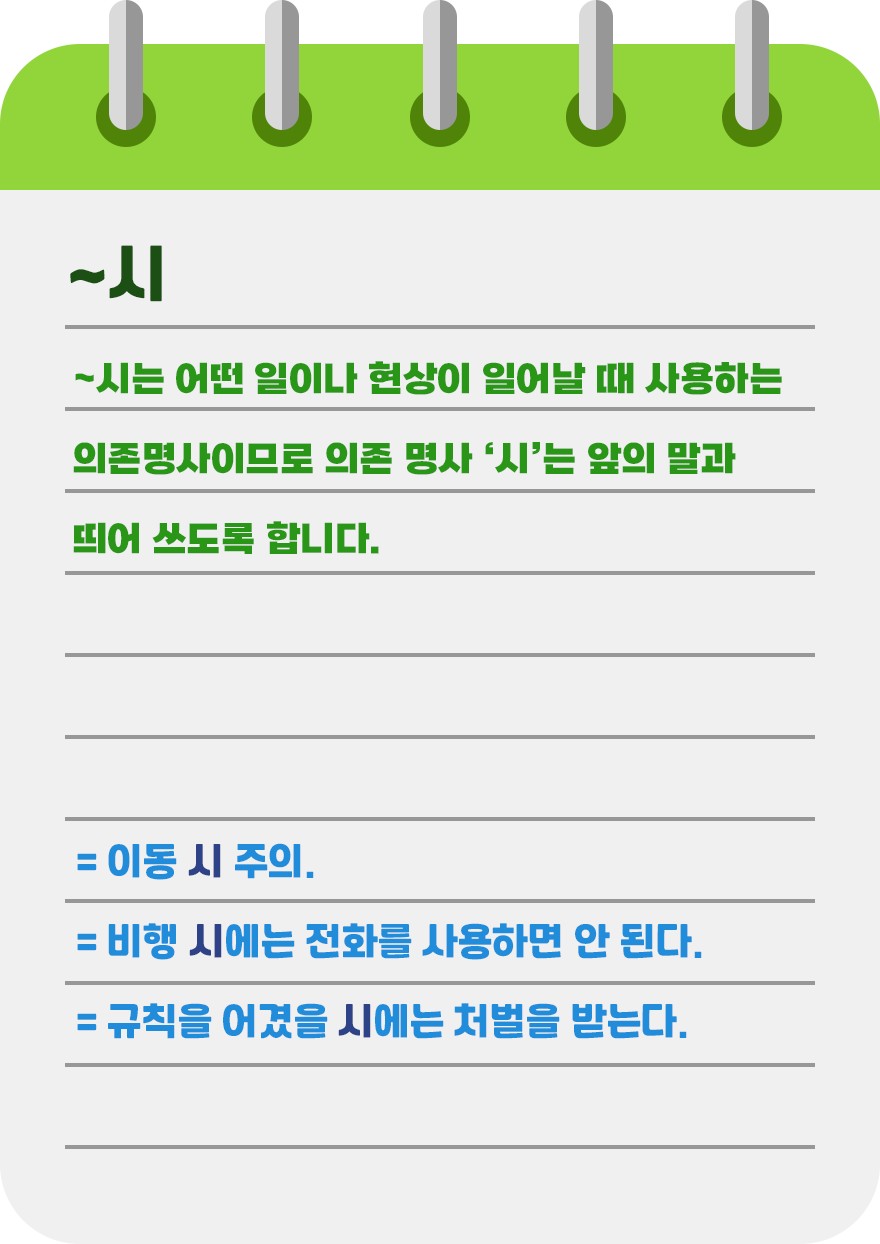 ~시
~시는 어떤 일이나 현상이 일어날 때 사용하는
의존명사이므로 의존 명사 ‘시’는 앞의 말과
띄어 쓰도록 합니다.
= 이동 시 주의.
= 비행 시에는 전화를 사용하면 안 된다.
= 규칙을 어겼을 시에는 처벌을 받는다.